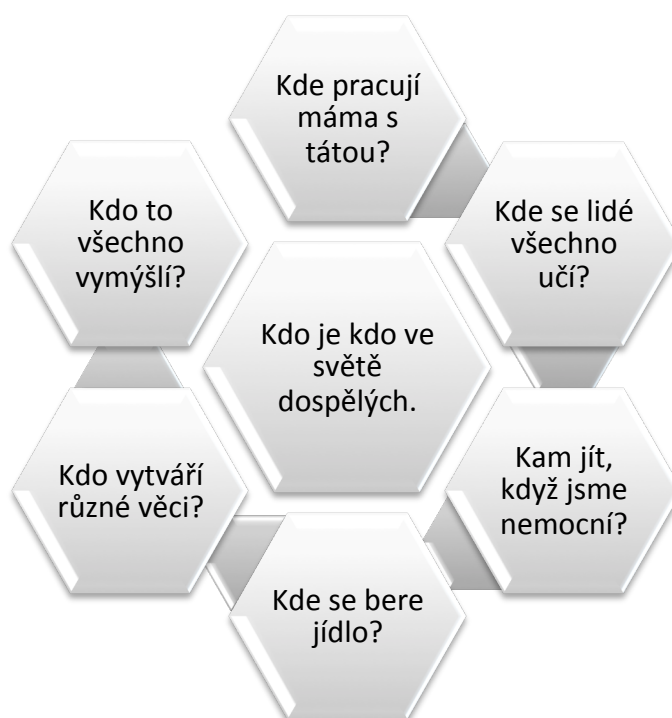 Kde pracují
máma s
tátou?
Kde se lidé
všechno
učí?
Kam jít,
když jsme
nemocní?
Kde se bere
jídlo?
Kdo vytváří
různé věci?
Kdo to
všechno
vymýšlí?
Kdo je kdo ve
světě
dospělých.